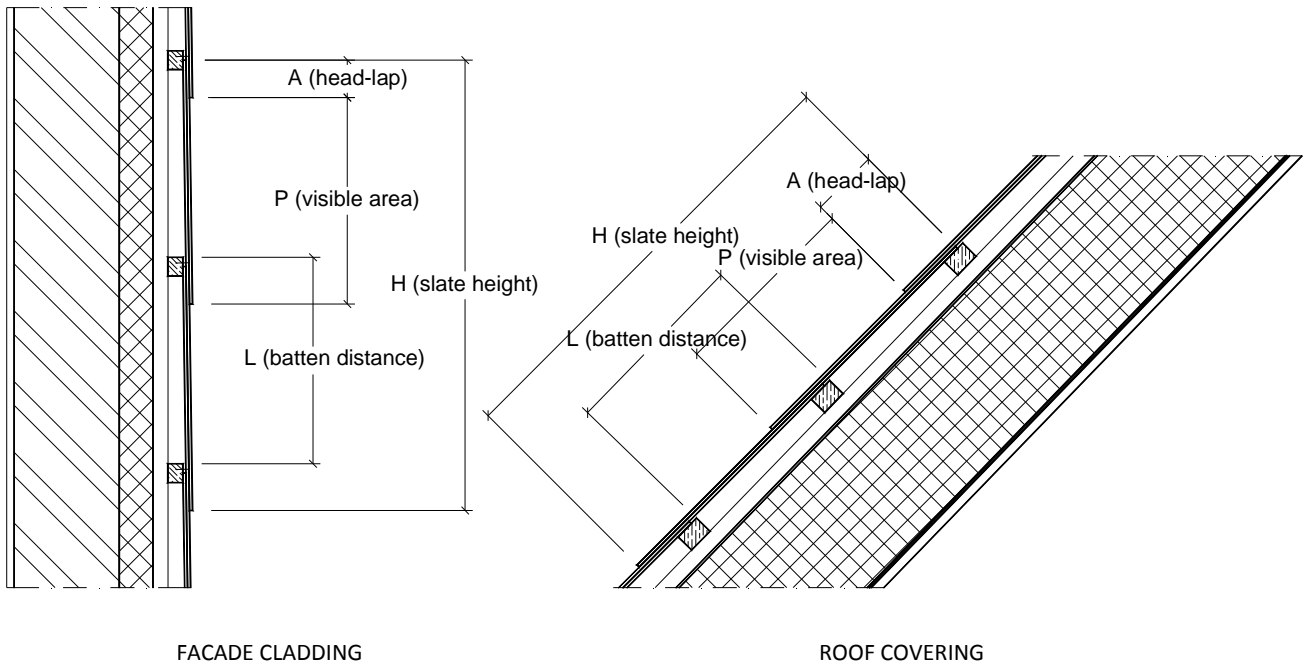 A (head-lap)
P (visible area)
H (slate height)
L (batten distance)
A (head-lap)
H (slate height)
P (visible area)
L (batten distance)
FACADE CLADDING
ROOF COVERING